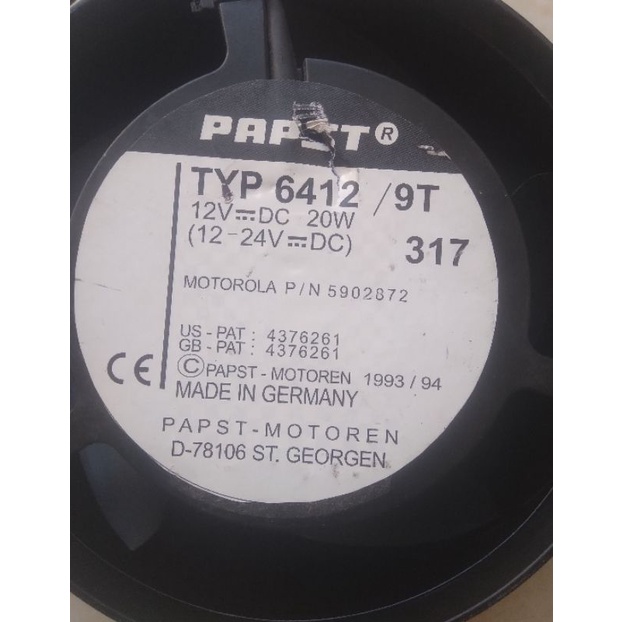 PAPST®
TYP 6412 /9T
12V⎓DC 20W
(12-24V⎓DC)
317
MOTOROLA P/N 5902872
US-PAT: 4376261
GB-PAT: 4376261
CE
©PAPST-MOTOREN 1993/94
MADE IN GERMANY
PAPST-MOTOREN
D-78106 ST. GEORGEN